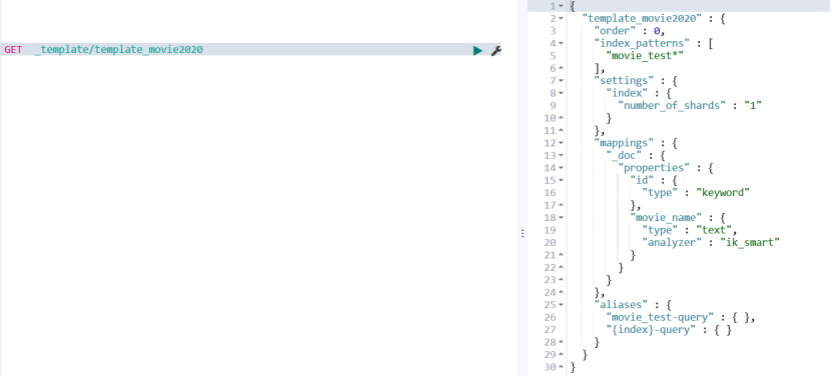 GET _template/template_movie2020
1 {
2 "template_movie2020" : {
3 "order" : 0,
4 "index_patterns" : [
5 "movie_test*"
6 ],
7 "settings" : {
8 "index" : {
9 "number_of_shards" : "1"
10 }
11 },
12 "mappings" : {
13 "_doc" : {
14 "properties" : {
15 "id" : {
16 "type" : "keyword"
17 },
18 "movie_name" : {
19 "type" : "text",
20 "analyzer" : "ik_smart"
21 }
22 }
23 }
24 },
25 "aliases" : {
26 "movie_test-query" : { },
27 "{index}-query" : { }
28 }
29 }
30 }